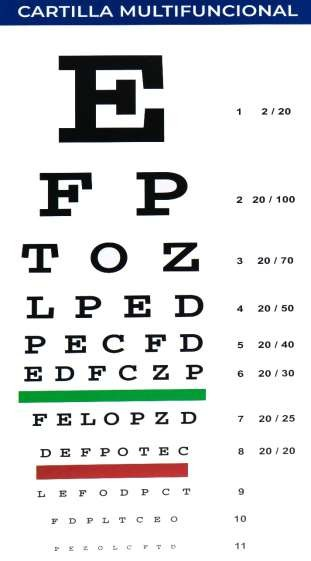 CARTILLA MULTIFUNCIONAL
E 1 2 / 20
F P 2 20 / 100
T O Z 3 20 / 70
L P E D 4 20 / 50
P E C F D 5 20 / 40
E D F C Z P 6 20 / 30
F E L O P Z D 7 20 / 25
D E F P O T E C 8 20 / 20
L E F O D P C T 9
F D P L T C E O 10
P E Z O L C F T D 11